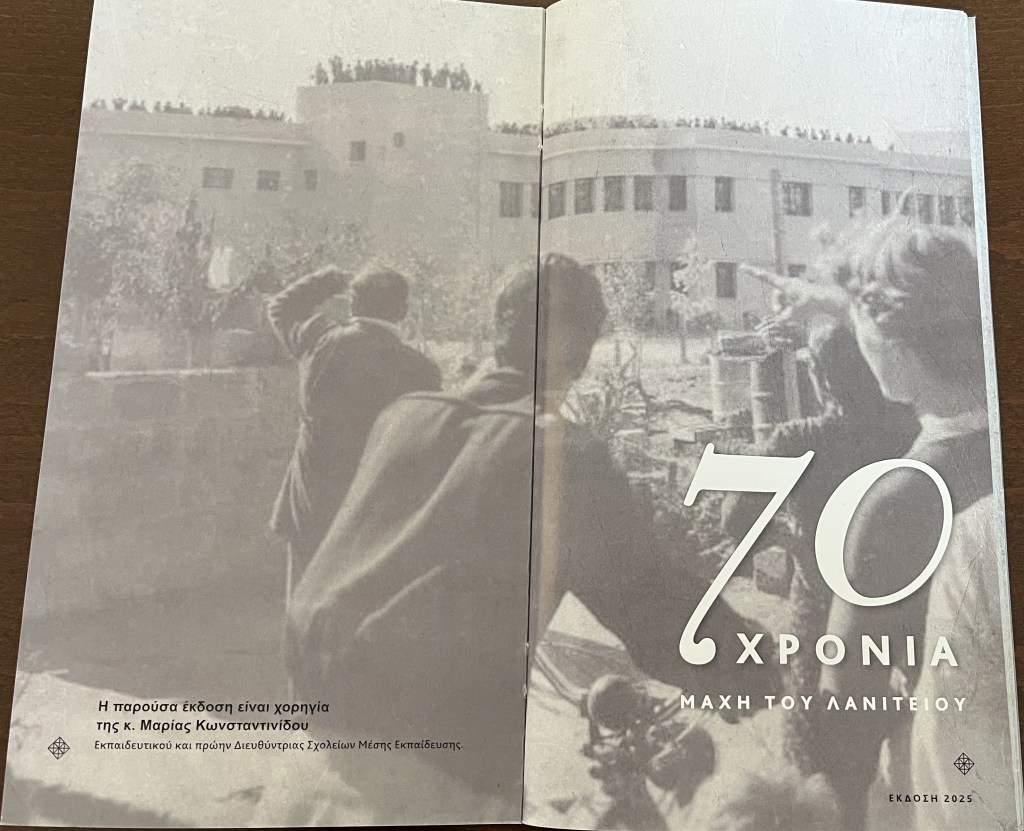 Η παρούσα έκδοση είναι χορηγία
της κ. Μαρίας Κωνσταντινίδου
Εκπαιδευτικού και πρώην Διευθύντριας Σχολείων Μέσης Εκπαίδευσης.
70
ΧΡΟΝΙΑ
ΜΑΧΗ ΤΟΥ ΛΑΝΙΤΕΙΟΥ
ΕΚΔΟΣΗ 2025